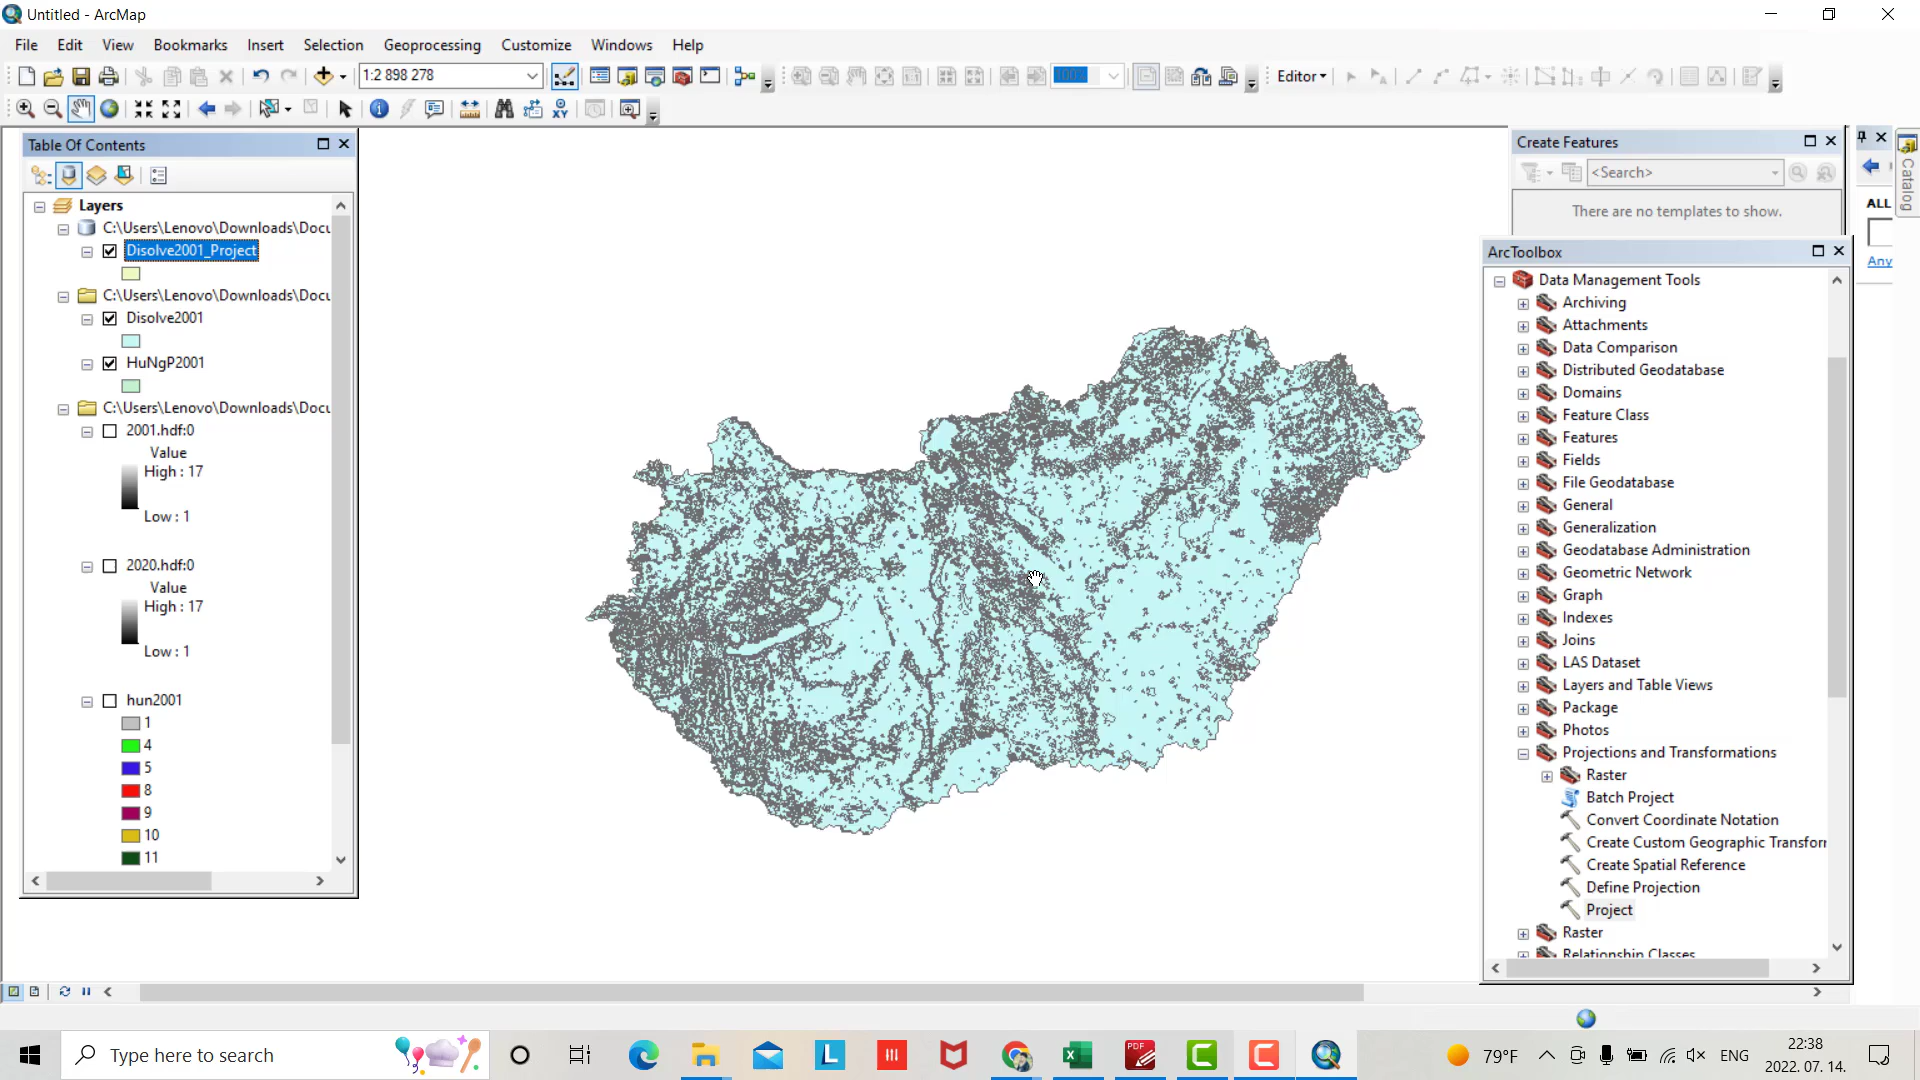 Untitled - ArcMap
File Edit View Bookmarks Insert Selection Geoprocessing Customize Windows Help
1:2 898 278
100%
Editor
Table Of Contents
Layers
C:\Users\Lenovo\Downloads\Docu
Disolve2001_Project
C:\Users\Lenovo\Downloads\Docu
Disolve2001
HuNgP2001
C:\Users\Lenovo\Downloads\Docu
2001.hdf:0
Value
High : 17
Low : 1
2020.hdf:0
Value
High : 17
Low : 1
hun2001
1
4
5
8
9
10
11
Create Features
<Search>
There are no templates to show.
Catalog
ALL
Any
ArcToolbox
Data Management Tools
Archiving
Attachments
Data Comparison
Distributed Geodatabase
Domains
Feature Class
Features
Fields
File Geodatabase
General
Generalization
Geodatabase Administration
Geometric Network
Graph
Indexes
Joins
LAS Dataset
Layers and Table Views
Package
Photos
Projections and Transformations
Raster
Batch Project
Convert Coordinate Notation
Create Custom Geographic Transfor
Create Spatial Reference
Define Projection
Project
Raster
Relationship Classes
Type here to search
L
PDF
79°F
ENG
22:38
2022. 07. 14.